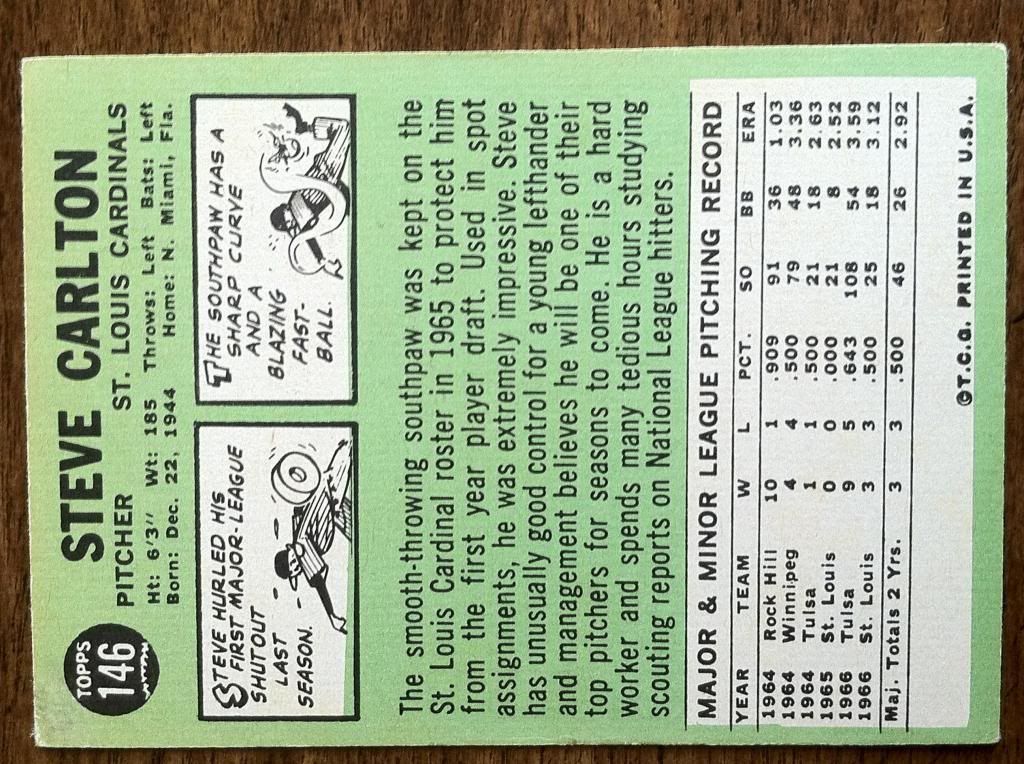 TOPPS
146
STEVE CARLTON
PITCHER ST. LOUIS CARDINALS
Ht: 6'3" Wt: 185 Throws: Left Bats: Left
Born: Dec. 22, 1944 Home: N. Miami, Fla.
STEVE HURLED HIS
FIRST MAJOR-LEAGUE
SHUTOUT
LAST
SEASON.
THE SOUTHPAW HAS A
SHARP CURVE
AND A
BLAZING
FAST-
BALL.
The smooth-throwing southpaw was kept on the
St. Louis Cardinal roster in 1965 to protect him
from the first year player draft. Used in spot
assignments, he was extremely impressive. Steve
has unusually good control for a young lefthander
and management believes he will be one of their
top pitchers for seasons to come. He is a hard
worker and spends many tedious hours studying
scouting reports on National League hitters.
MAJOR & MINOR LEAGUE PITCHING RECORD
YEAR TEAM W L PCT. SO BB ERA
1964 Rock Hill 10 1 .909 91 36 1.03
1964 Winnipeg 4 4 .500 79 48 3.36
1964 Tulsa 1 1 .500 21 18 2.63
1965 St. Louis 0 0 .000 21 8 2.52
1966 Tulsa 9 5 .643 108 54 3.59
1966 St. Louis 3 3 .500 25 18 3.12
Maj. Totals 2 Yrs. 3 3 .500 46 26 2.92
©T.C.G. PRINTED IN U.S.A.